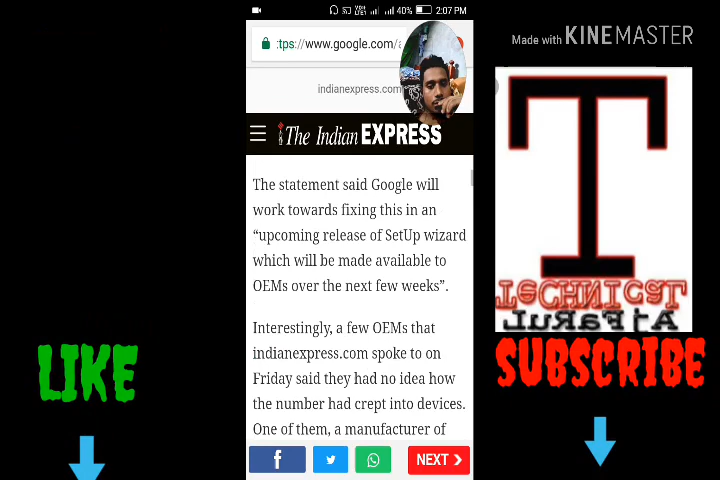 40% 2:07 PM
Made with KINEMASTER
tps://www.google.com/a
indianexpress.com
The Indian EXPRESS
The statement said Google will
work towards fixing this in an
“upcoming release of SetUp wizard
which will be made available to
OEMs over the next few weeks”.
Interestingly, a few OEMs that
indianexpress.com spoke to on
Friday said they had no idea how
the number had crept into devices.
One of them, a manufacturer of
NEXT
LIKE
T
TECHNICET
AjFaRuL
SUBSCRIBE